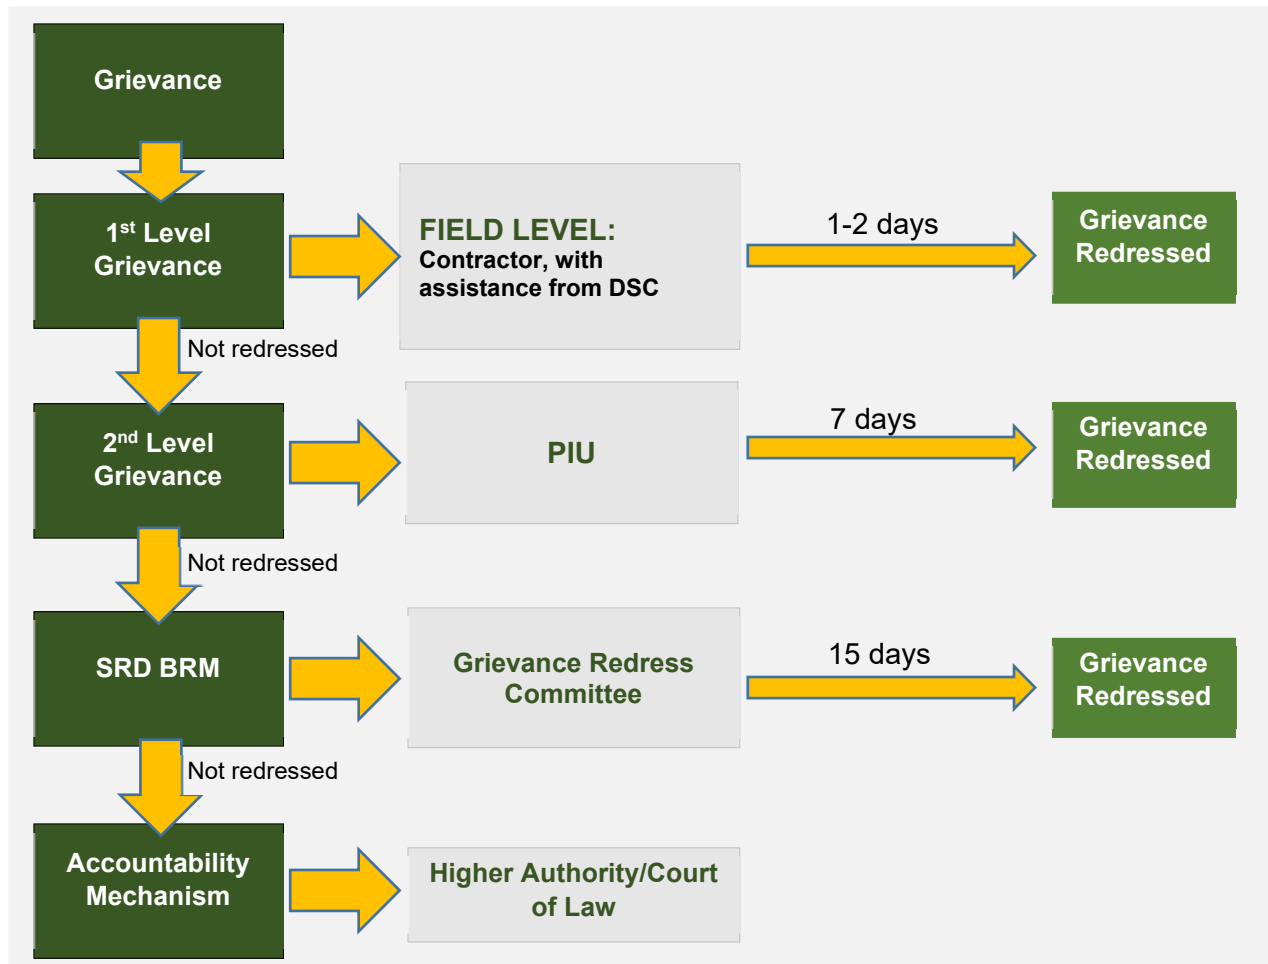 Grievance
1st Level
Grievance
FIELD LEVEL:
Contractor, with
assistance from DSC
1-2 days
Grievance
Redressed
Not redressed
2nd Level
Grievance
PIU
7 days
Grievance
Redressed
Not redressed
SRD BRM
Grievance Redress
Committee
15 days
Grievance
Redressed
Not redressed
Accountability
Mechanism
Higher Authority/Court
of Law